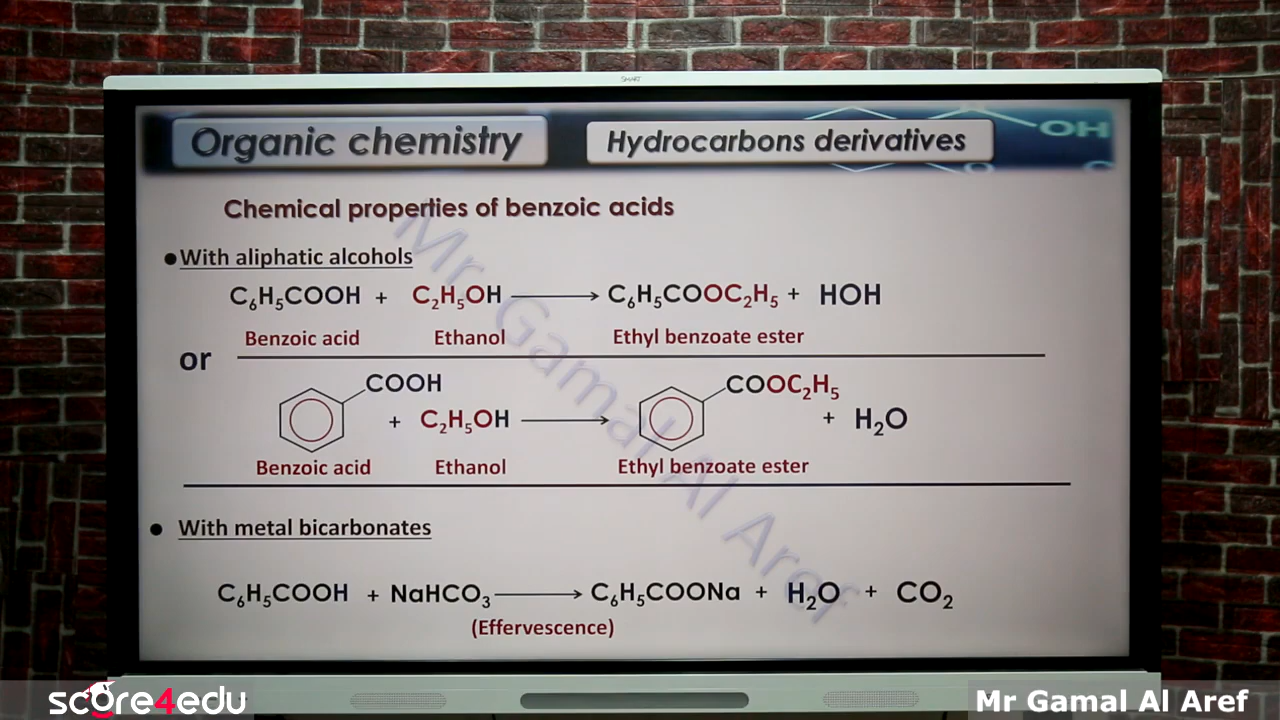 SMART
Organic chemistry
Hydrocarbons derivatives
OH
O
O
Chemical properties of benzoic acids
●With aliphatic alcohols
C₆H₅COOH + C₂H₅OH ⟶ C₆H₅COOC₂H₅ + HOH
Benzoic acid Ethanol Ethyl benzoate ester
or
COOH COOC₂H₅
+ C₂H₅OH ⟶ + H₂O
Benzoic acid Ethanol Ethyl benzoate ester
● With metal bicarbonates
C₆H₅COOH + NaHCO₃ ⟶ C₆H₅COONa + H₂O + CO₂
(Effervescence)
Mr. Gamal Al Aref
score4edu
Mr Gamal Al Aref